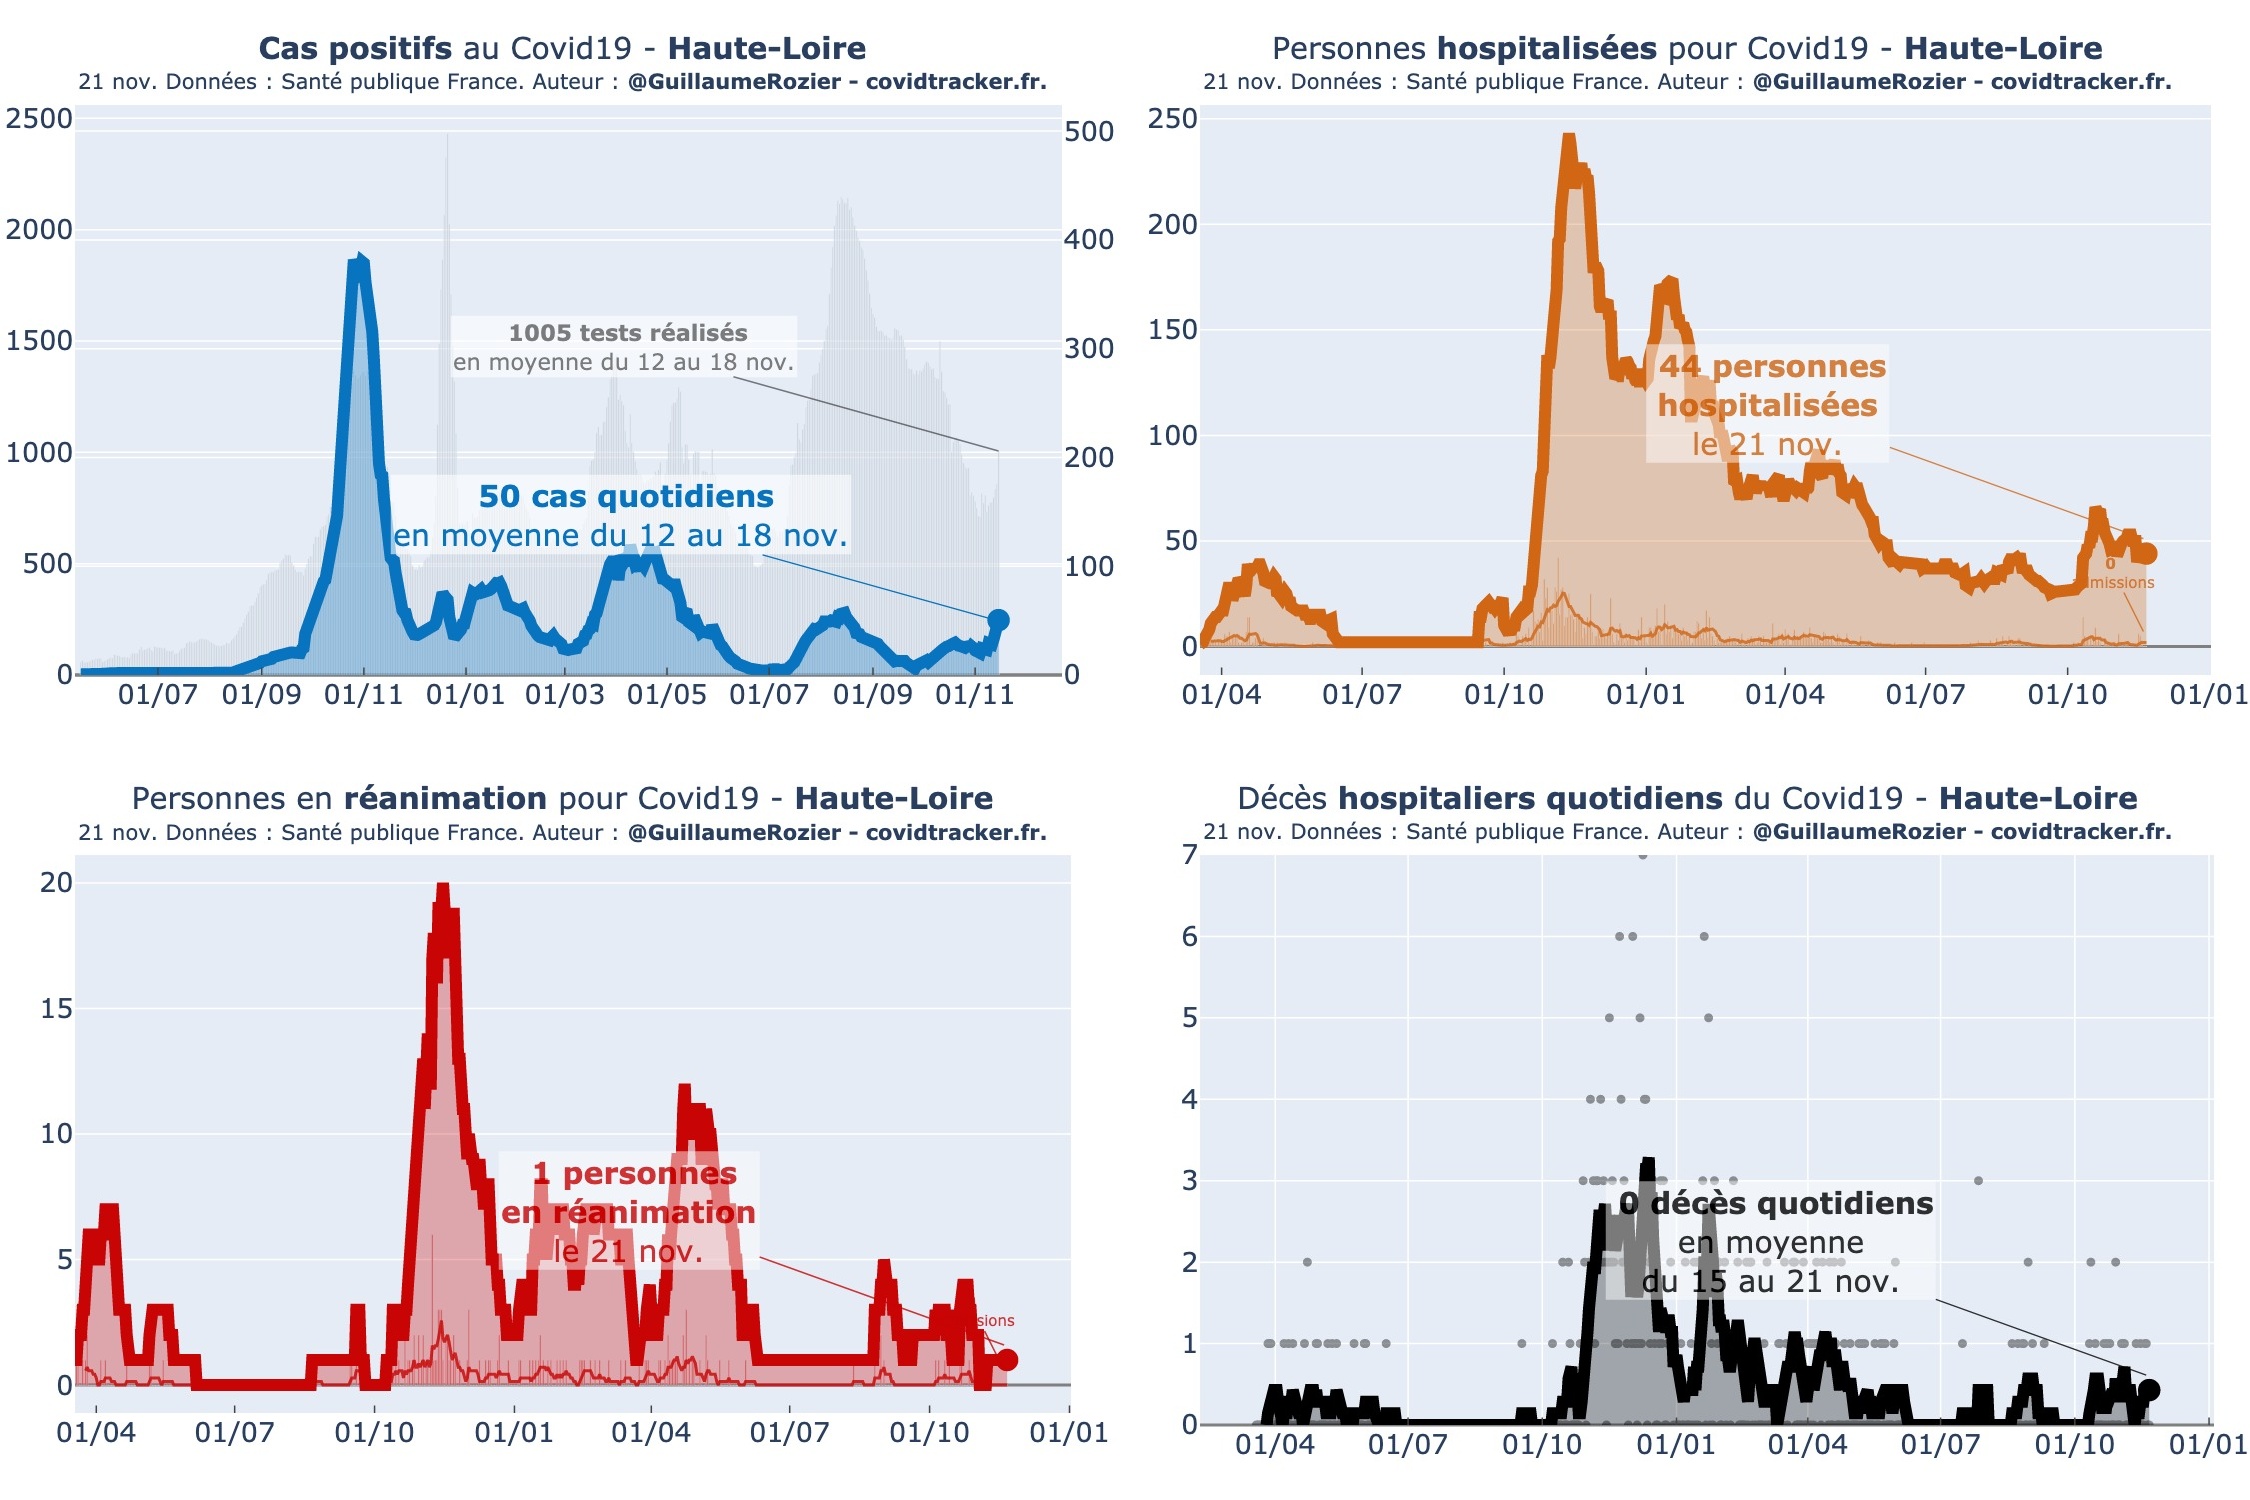 Cas positifs au Covid19 - Haute-Loire
21 nov. Données : Santé publique France. Auteur : @GuillaumeRozier - covidtracker.fr.
2500
2000
1500
1000
500
0
500
400
300
200
100
0
1005 tests réalisés
en moyenne du 12 au 18 nov.
50 cas quotidiens
en moyenne du 12 au 18 nov.
01/07 01/09 01/11 01/01 01/03 01/05 01/07 01/09 01/11
Personnes hospitalisées pour Covid19 - Haute-Loire
21 nov. Données : Santé publique France. Auteur : @GuillaumeRozier - covidtracker.fr.
250
200
150
100
50
0
44 personnes
hospitalisées
le 21 nov.
0
01/04 01/07 01/10 01/01 01/04 01/07 01/10 01/01
Personnes en réanimation pour Covid19 - Haute-Loire
21 nov. Données : Santé publique France. Auteur : @GuillaumeRozier - covidtracker.fr.
20
15
10
5
0
1 personnes
en réanimation
le 21 nov.
01/04 01/07 01/10 01/01 01/04 01/07 01/10 01/01
Décès hospitaliers quotidiens du Covid19 - Haute-Loire
21 nov. Données : Santé publique France. Auteur : @GuillaumeRozier - covidtracker.fr.
7
6
5
4
3
2
1
0
0 décès quotidiens
en moyenne
du 15 au 21 nov.
01/04 01/07 01/10 01/01 01/04 01/07 01/10 01/01